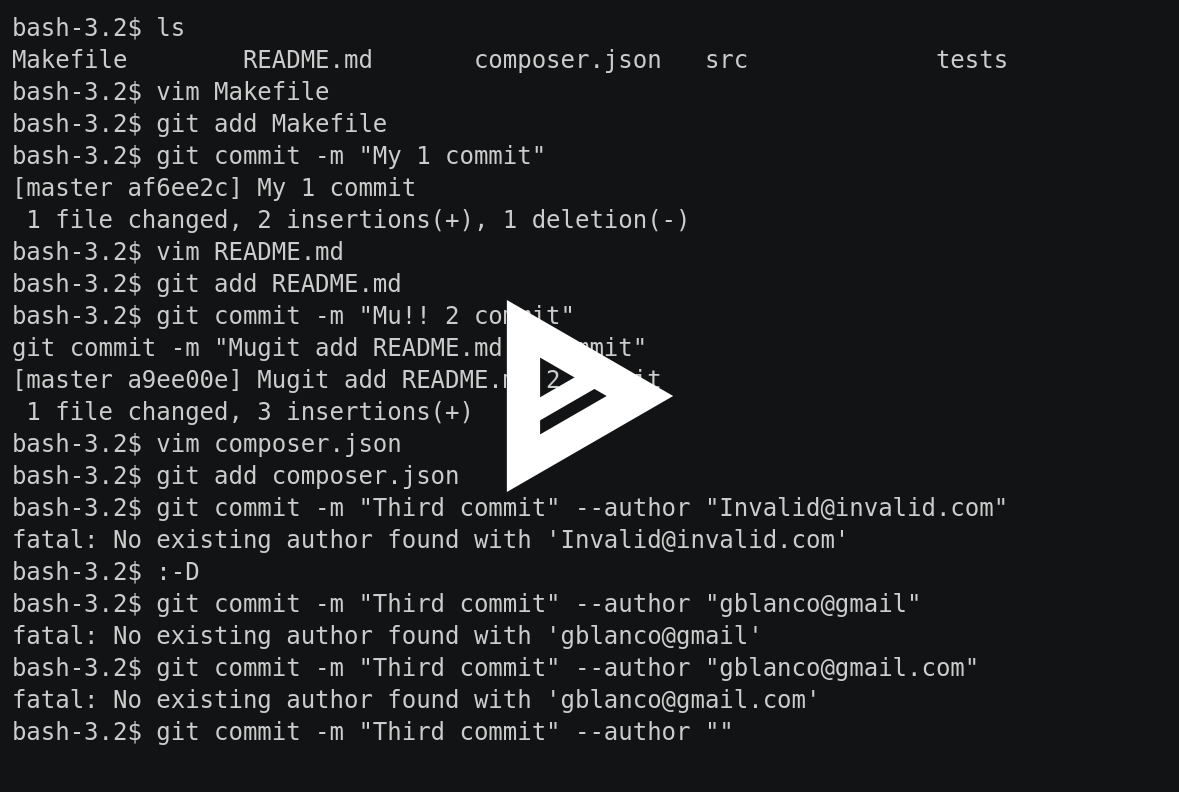 bash-3.2$ ls
Makefile        README.md       composer.json   src             tests
bash-3.2$ vim Makefile
bash-3.2$ git add Makefile
bash-3.2$ git commit -m "My 1 commit"
[master af6ee2c] My 1 commit
 1 file changed, 2 insertions(+), 1 deletion(-)
bash-3.2$ vim README.md
bash-3.2$ git add README.md
bash-3.2$ git commit -m "Mu!! 2 commit"
git commit -m "Mugit add README.md commit"
[master a9ee00e] Mugit add README.md 2 commit
 1 file changed, 3 insertions(+)
bash-3.2$ vim composer.json
bash-3.2$ git add composer.json
bash-3.2$ git commit -m "Third commit" --author "Invalid@invalid.com"
fatal: No existing author found with 'Invalid@invalid.com'
bash-3.2$ :-D
bash-3.2$ git commit -m "Third commit" --author "gblanco@gmail"
fatal: No existing author found with 'gblanco@gmail'
bash-3.2$ git commit -m "Third commit" --author "gblanco@gmail.com"
fatal: No existing author found with 'gblanco@gmail.com'
bash-3.2$ git commit -m "Third commit" --author ""